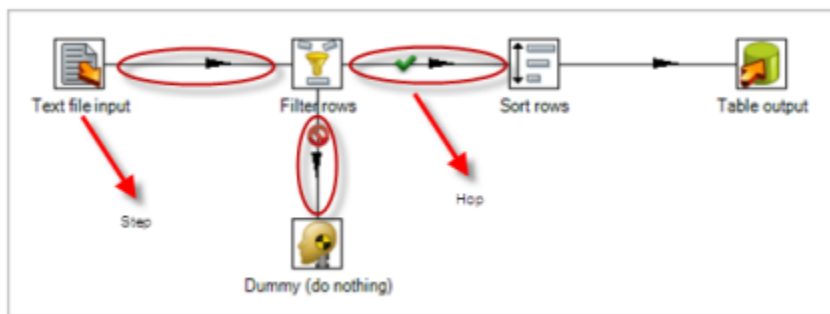 Text file input
Filter rows
Sort rows
Table output
Step
Hop
Dummy (do nothing)